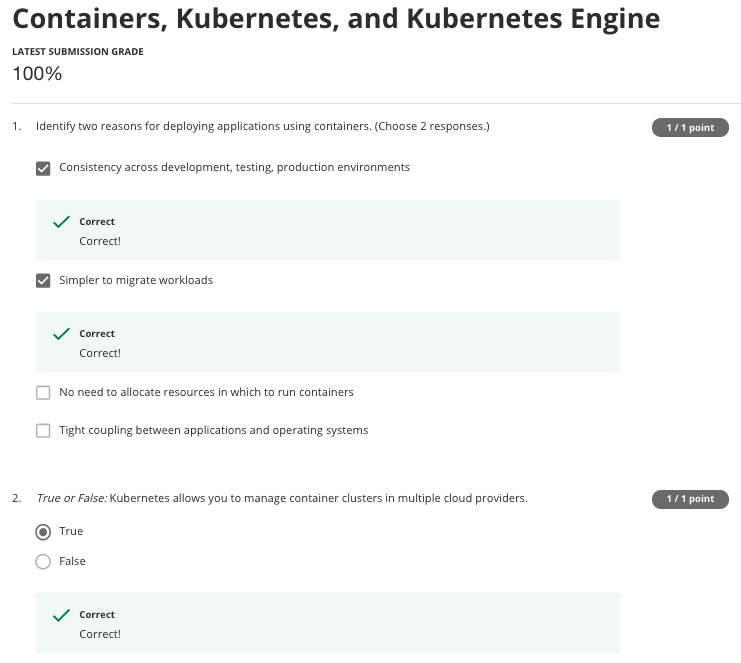 Containers, Kubernetes, and Kubernetes Engine
LATEST SUBMISSION GRADE
100%
1. Identify two reasons for deploying applications using containers. (Choose 2 responses.) 1 / 1 point
Consistency across development, testing, production environments
Correct
Correct!
Simpler to migrate workloads
Correct
Correct!
No need to allocate resources in which to run containers
Tight coupling between applications and operating systems
2. True or False: Kubernetes allows you to manage container clusters in multiple cloud providers. 1 / 1 point
True
False
Correct
Correct!